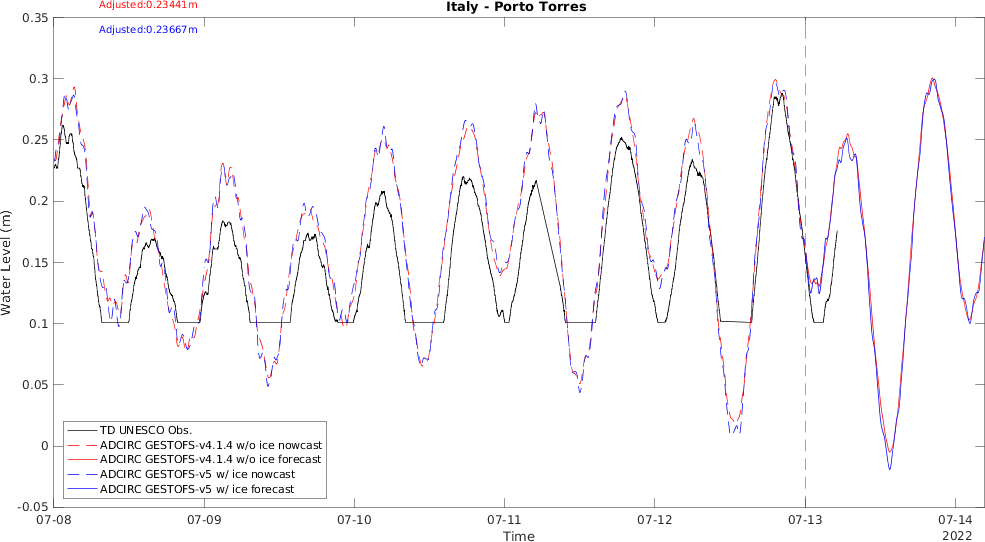 Italy - Porto Torres
Adjusted:0.23441m
Adjusted:0.23667m
0.35
0.3
0.25
0.2
0.15
0.1
0.05
0
-0.05
Water Level (m)
TD UNESCO Obs.
ADCIRC GESTOFS-v4.1.4 w/o ice nowcast
ADCIRC GESTOFS-v4.1.4 w/o ice forecast
ADCIRC GESTOFS-v5 w/ ice nowcast
ADCIRC GESTOFS-v5 w/ ice forecast
07-08 07-09 07-10 07-11 07-12 07-13 07-14
Time
2022